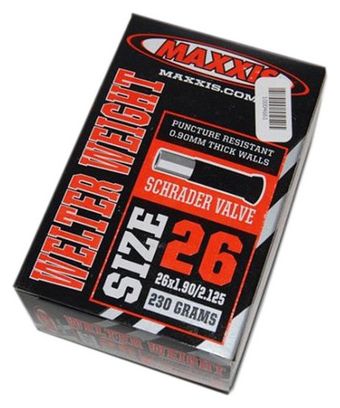 MAXXIS
MAXXIS.COM
WELTER WEIGHT
PUNCTURE RESISTANT
0.90MM THICK WALLS
SCHRADER VALVE
SIZE 26
26x1.90/2.125
230 GRAMS
WELTER WEIGHT